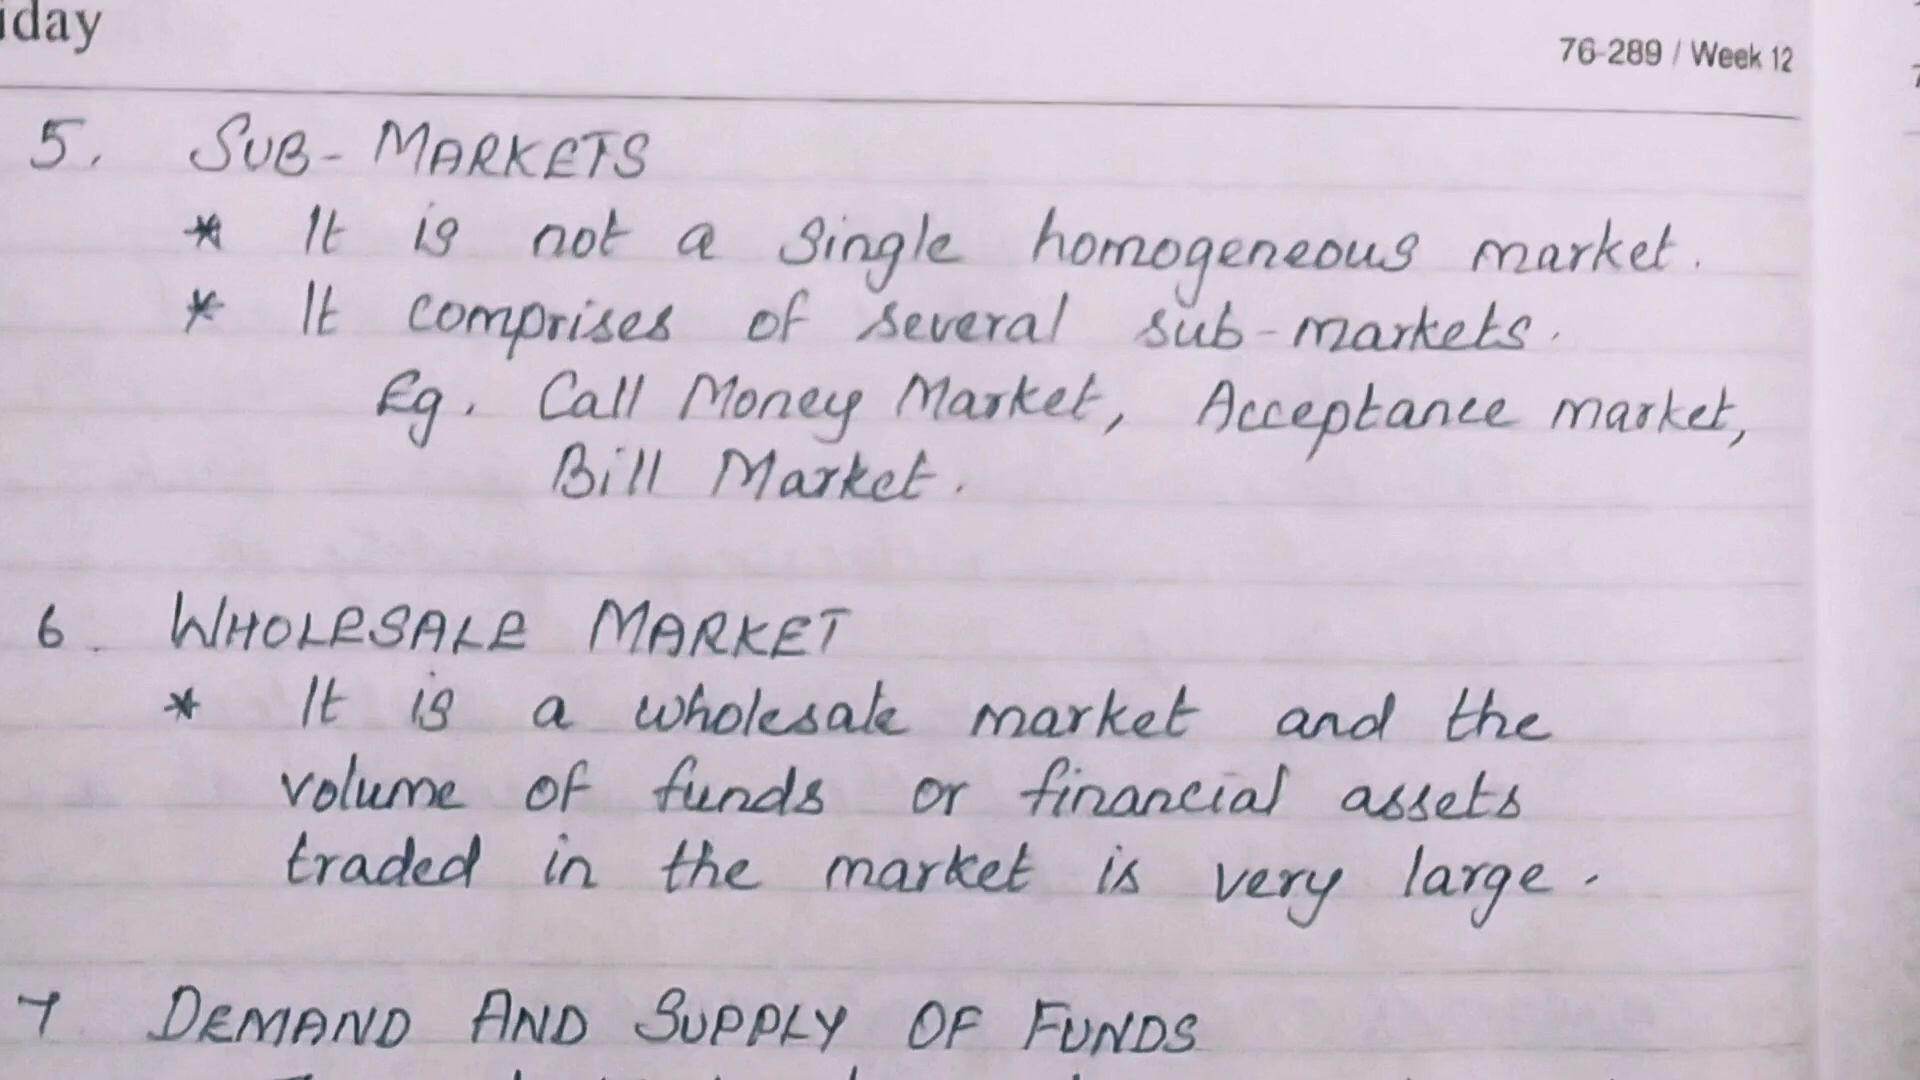 iday
76-289 / Week 12
5. SUB-MARKETS
* It is not a single homogeneous market.
* It comprises of several sub-markets.
Eg. Call Money Market, Acceptance market,
Bill Market.
6. WHOLESALE MARKET
* It is a wholesale market and the
volume of funds or financial assets
traded in the market is very large.
7. DEMAND AND SUPPLY OF FUNDS